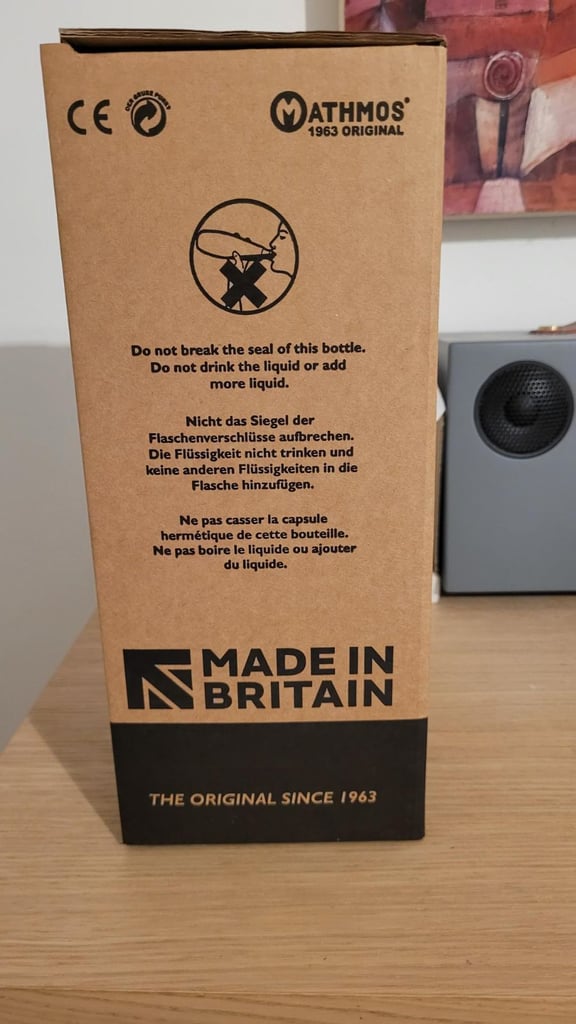 CE
DER GRÜNE PUNKT
MATHMOS®
1963 ORIGINAL
Do not break the seal of this bottle.
Do not drink the liquid or add
more liquid.
Nicht das Siegel der
Flaschenverschlüsse aufbrechen.
Die Flüssigkeit nicht trinken und
keine anderen Flüssigkeiten in die
Flasche hinzufügen.
Ne pas casser la capsule
hermétique de cette bouteille.
Ne pas boire le liquide ou ajouter
du liquide.
MADE IN
BRITAIN
THE ORIGINAL SINCE 1963